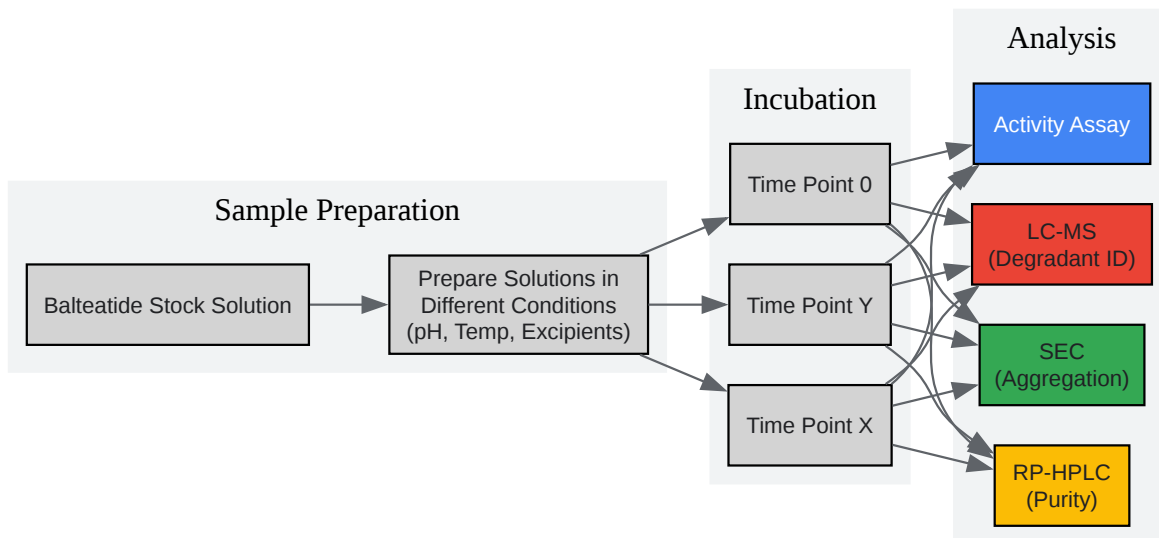 Sample Preparation
Balteatide Stock Solution
Prepare Solutions in
Different Conditions
(pH, Temp, Excipients)
Incubation
Time Point 0
Time Point Y
Time Point X
Analysis
Activity Assay
LC-MS
(Degradant ID)
SEC
(Aggregation)
RP-HPLC
(Purity)